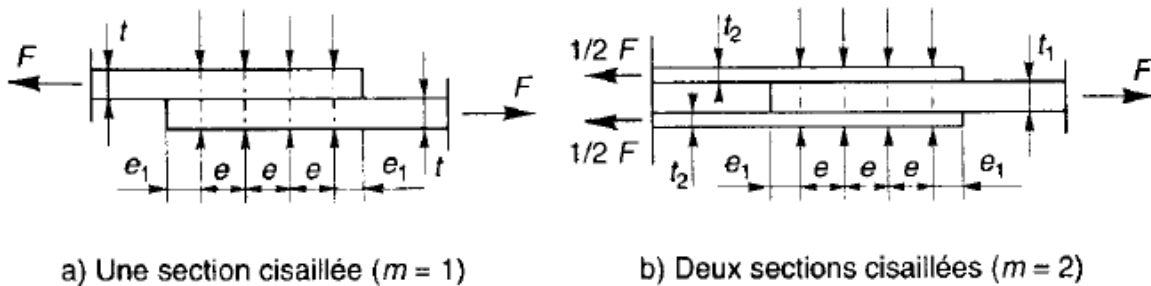 F
t
F
e1 e e e e1
t
a) Une section cisaillée (m = 1)
1/2 F
t2
t1
F
1/2 F
t2
e1 e e e e1
b) Deux sections cisaillées (m = 2)